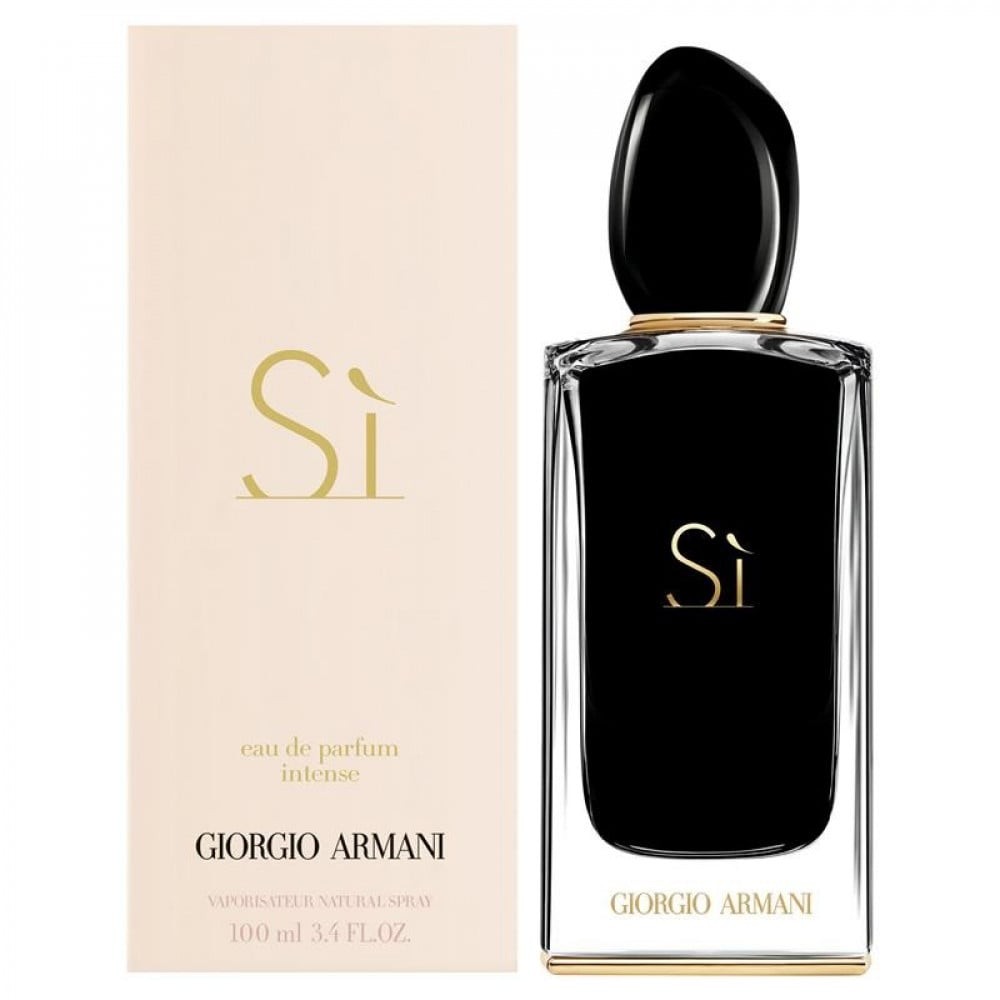 Sì
eau de parfum
intense
GIORGIO ARMANI
VAPORISATEUR NATURAL SPRAY
100 ml 3.4 FL.OZ.
Sì
GIORGIO ARMANI